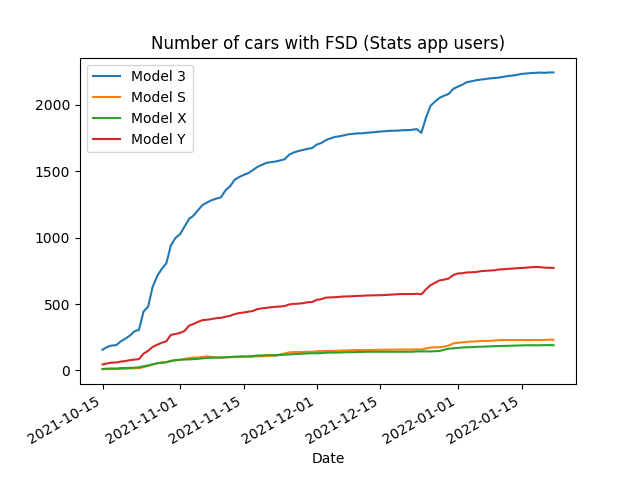 Number of cars with FSD (Stats app users)
Model 3
Model S
Model X
Model Y
2000
1500
1000
500
0
2021-10-15
2021-11-01
2021-11-15
2021-12-01
2021-12-15
2022-01-01
2022-01-15
Date